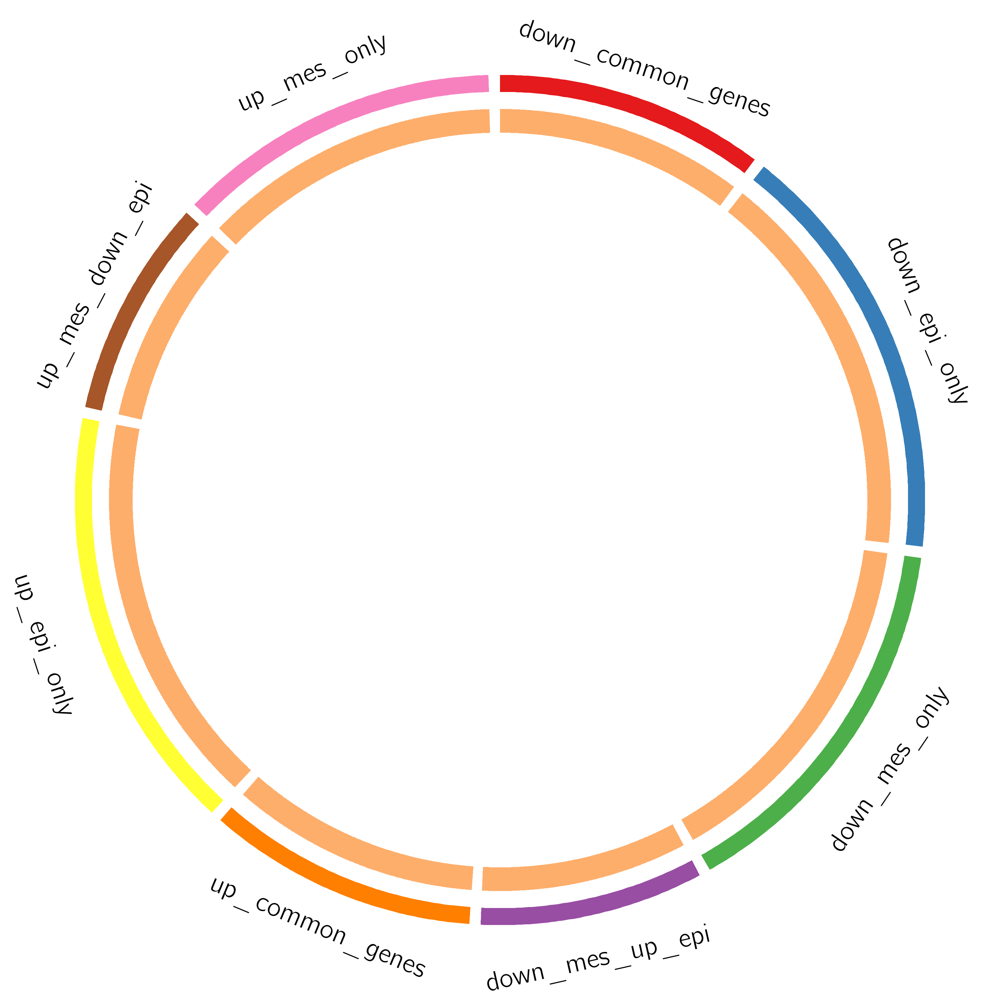 down_common_genes
down_epi_only
down_mes_only
down_mes_up_epi
up_common_genes
up_epi_only
up_mes_down_epi
up_mes_only